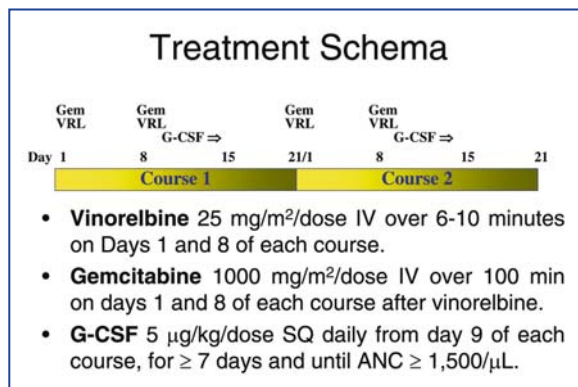 Treatment Schema
Gem Gem Gem Gem
VRL VRL VRL VRL
G-CSF ⇒ G-CSF ⇒
Day 1 8 15 21/1 8 15 21
Course 1 Course 2
• Vinorelbine 25 mg/m²/dose IV over 6-10 minutes
on Days 1 and 8 of each course.
• Gemcitabine 1000 mg/m²/dose IV over 100 min
on days 1 and 8 of each course after vinorelbine.
• G-CSF 5 μg/kg/dose SQ daily from day 9 of each
course, for ≥ 7 days and until ANC ≥ 1,500/μL.